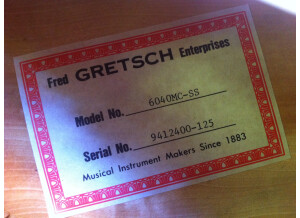 Fred GRETSCH Enterprises
Model No. 6040MC-SS
Serial No. 9412400-125
Musical Instrument Makers Since 1883